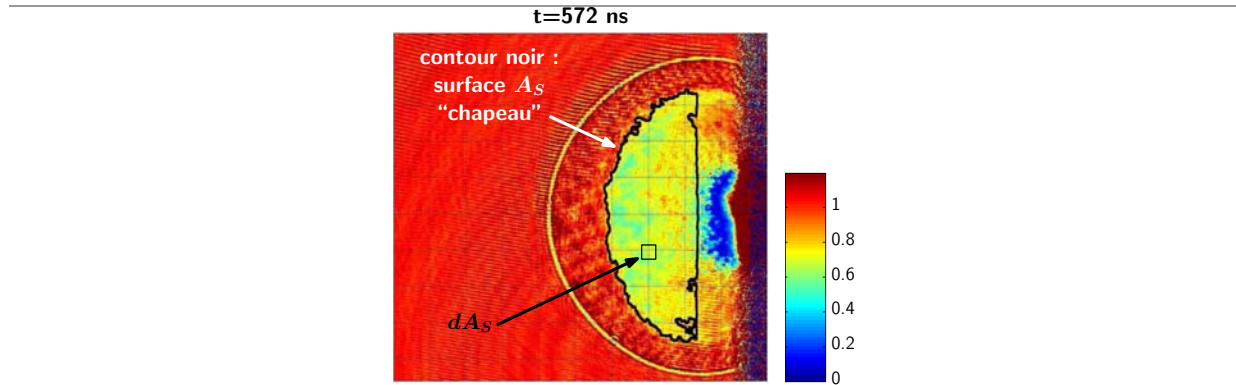 t=572 ns
contour noir :
surface A_S
“chapeau”
dA_S
1
0.8
0.6
0.4
0.2
0